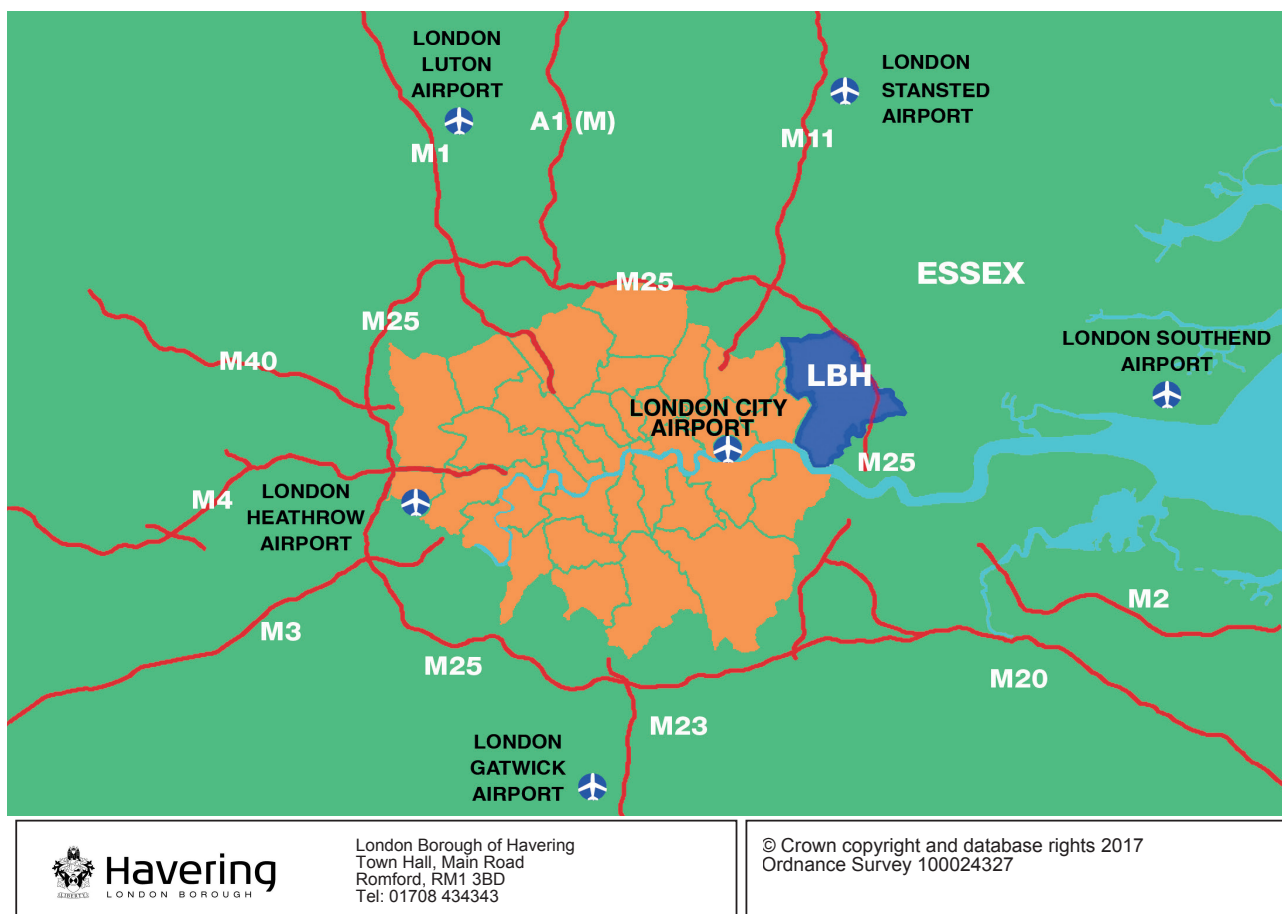 LONDON
LUTON
AIRPORT
A1 (M)
M1
LONDON
STANSTED
AIRPORT
M11
M25
ESSEX
M25
M40
LONDON SOUTHEND
AIRPORT
LBH
LONDON CITY
AIRPORT
M25
M4
LONDON
HEATHROW
AIRPORT
M3
M2
M25
M20
M23
LONDON
GATWICK
AIRPORT
LIBERTY
Havering
LONDON BOROUGH
London Borough of Havering
Town Hall, Main Road
Romford, RM1 3BD
Tel: 01708 434343
© Crown copyright and database rights 2017
Ordnance Survey 100024327